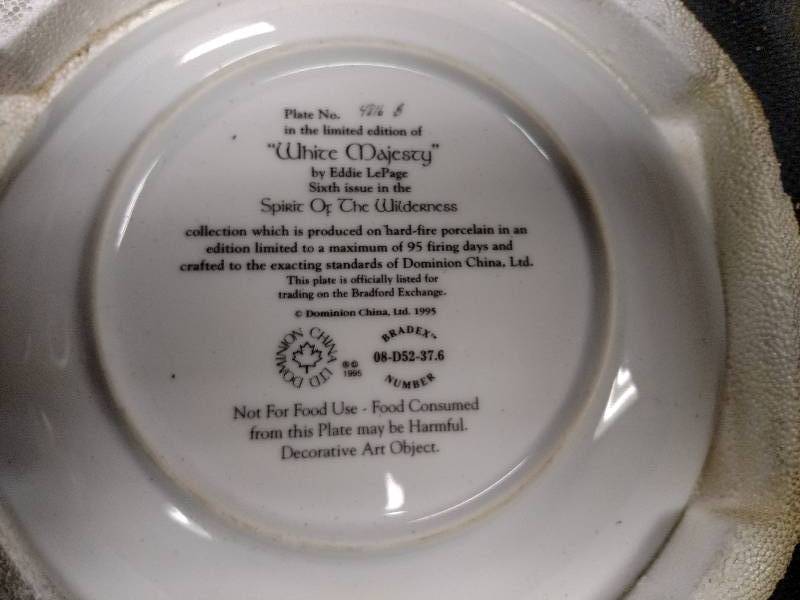 Plate No. 4816 B
in the limited edition of
"White Majesty"
by Eddie LePage
Sixth issue in the
Spirit Of The Wilderness
collection which is produced on hard-fire porcelain in an
edition limited to a maximum of 95 firing days and
crafted to the exacting standards of Dominion China, Ltd.
This plate is officially listed for
trading on the Bradford Exchange.
© Dominion China, Ltd. 1995
DOMINION CHINA LTD
®©
1995
BRADEX™
08-D52-37.6
NUMBER
Not For Food Use - Food Consumed
from this Plate may be Harmful.
Decorative Art Object.